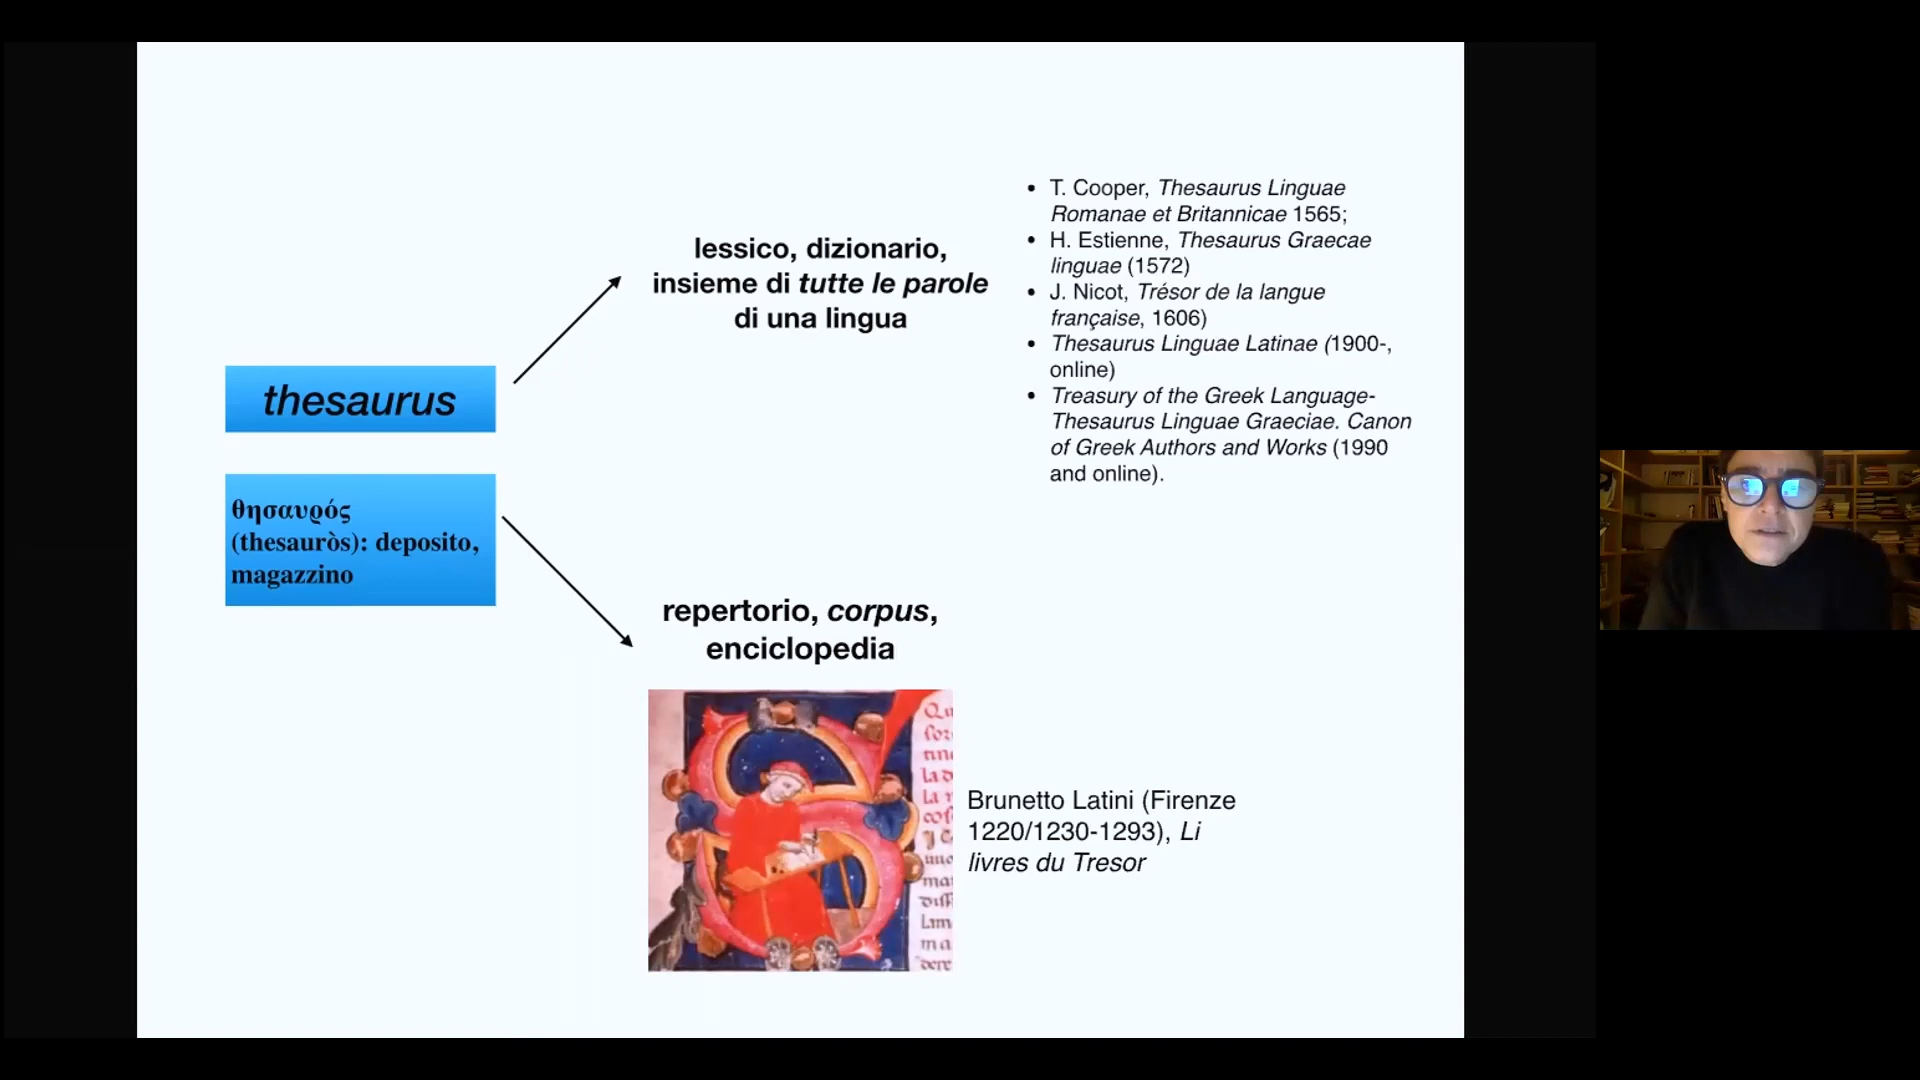 thesaurus
θησαυρός
(thesauròs): deposito,
magazzino
lessico, dizionario,
insieme di tutte le parole
di una lingua
• T. Cooper, Thesaurus Linguae
Romanae et Britannicae 1565;
• H. Estienne, Thesaurus Graecae
linguae (1572)
• J. Nicot, Trésor de la langue
française, 1606)
• Thesaurus Linguae Latinae (1900-,
online)
• Treasury of the Greek Language-
Thesaurus Linguae Graeciae. Canon
of Greek Authors and Works (1990
and online).
repertorio, corpus,
enciclopedia
Brunetto Latini (Firenze
1220/1230-1293), Li
livres du Tresor